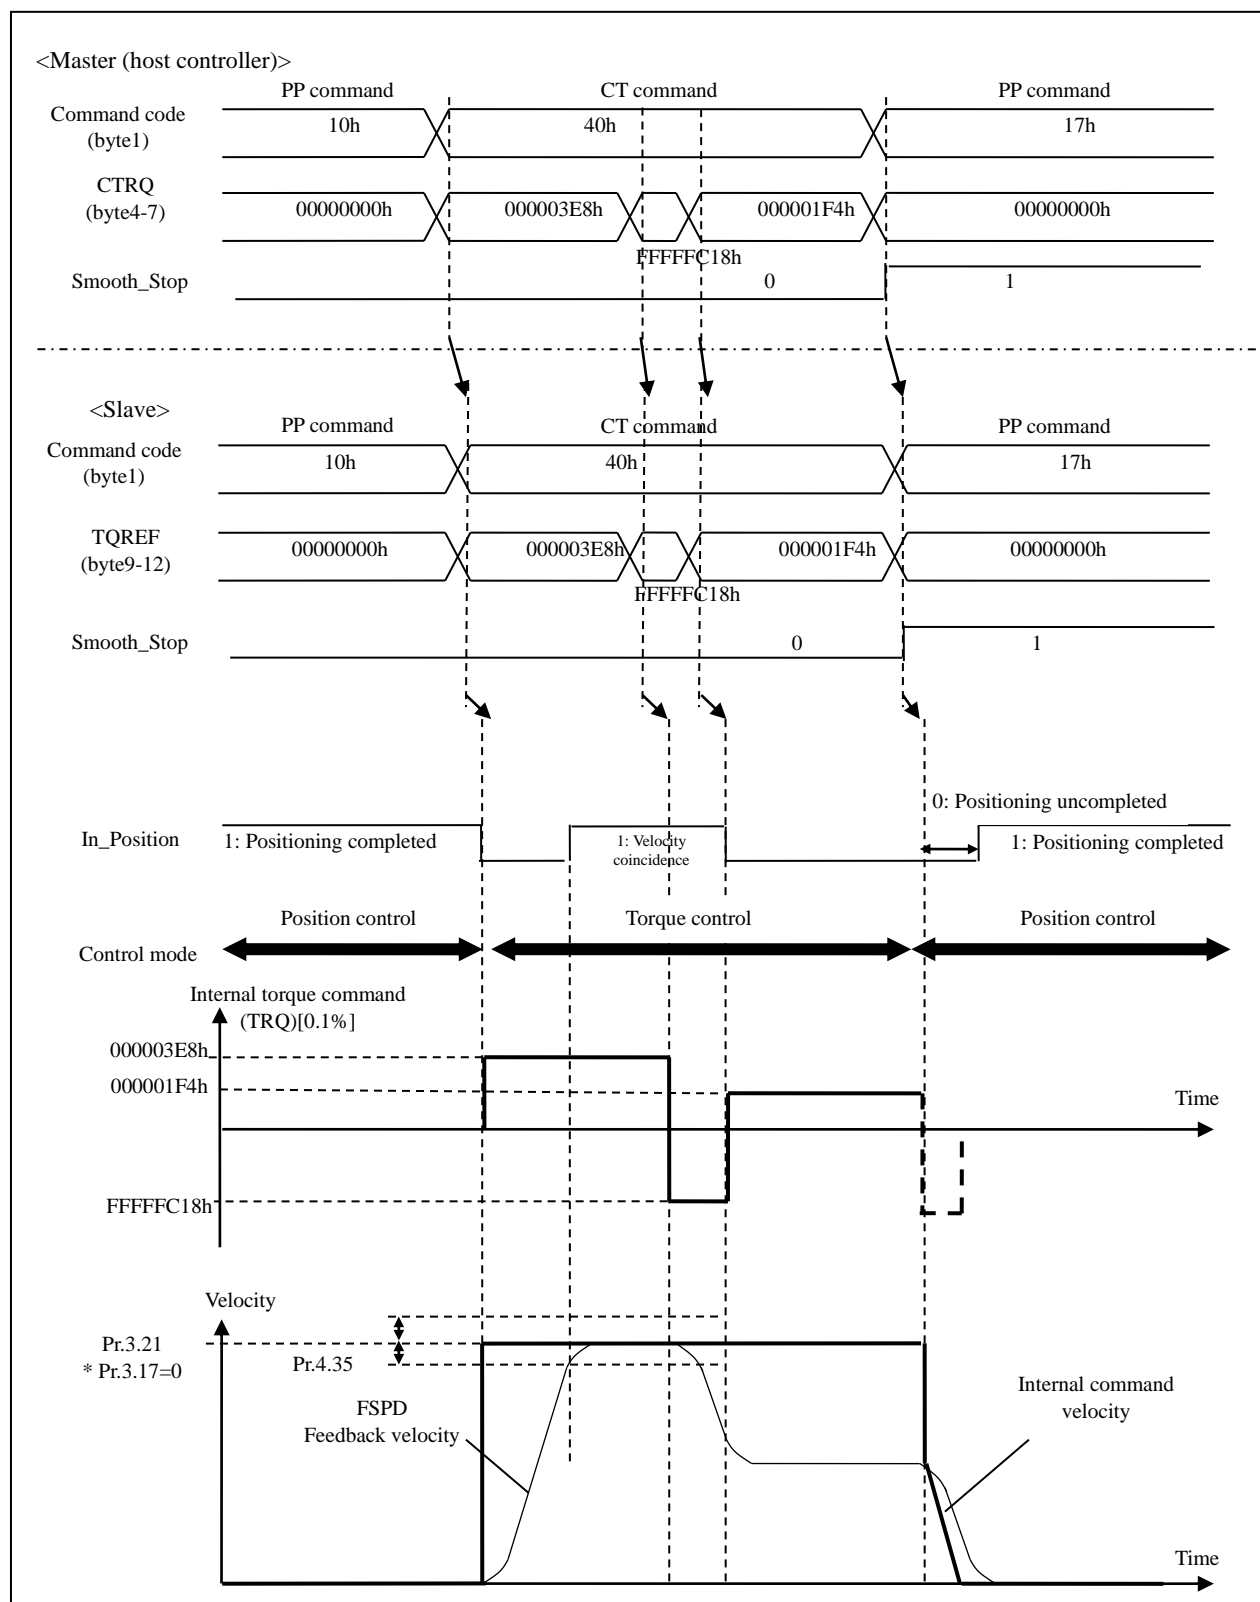 <Master (host controller)>
PP command
CT command
PP command
Command code
(byte1)
10h
40h
17h
CTRQ
(byte4-7)
00000000h
000003E8h
000001F4h
00000000h
FFFFFC18h
Smooth_Stop
0
1
<Slave>
PP command
CT command
PP command
Command code
(byte1)
10h
40h
17h
TQREF
(byte9-12)
00000000h
000003E8h
000001F4h
00000000h
FFFFFC18h
Smooth_Stop
0
1
0: Positioning uncompleted
In_Position
1: Positioning completed
1: Velocity
coincidence
1: Positioning completed
Position control
Torque control
Position control
Control mode
Internal torque command
(TRQ)[0.1%]
000003E8h
000001F4h
Time
FFFFFC18h
Velocity
Pr.3.21
* Pr.3.17=0
Pr.4.35
FSPD
Feedback velocity
Internal command
velocity
Time